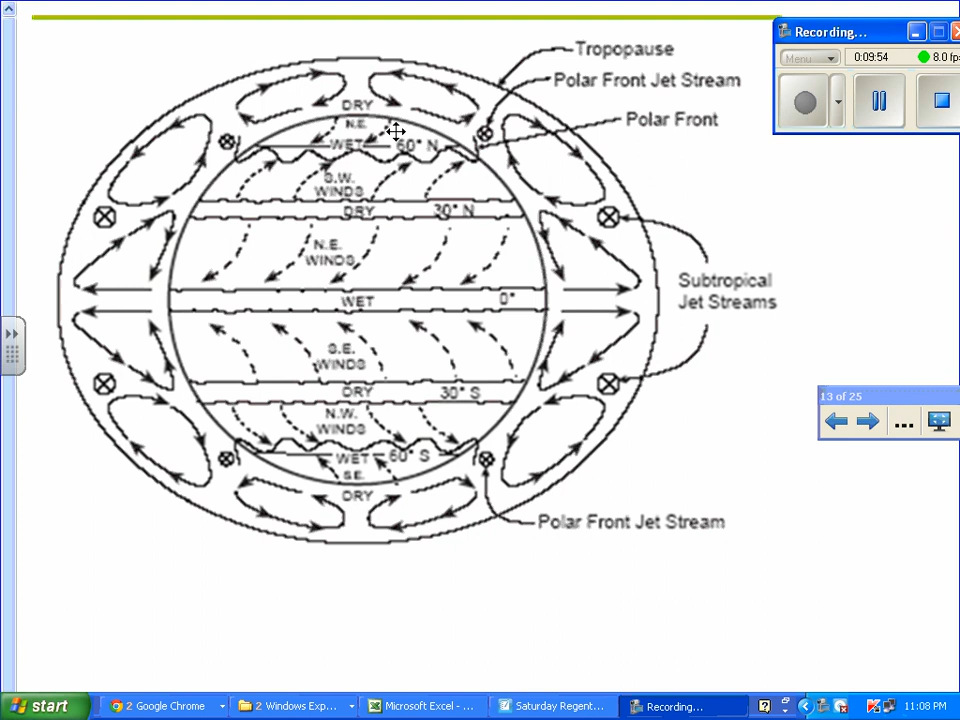 Recording...
Menu
0:09:54
8.0 fp
Tropopause
Polar Front Jet Stream
Polar Front
DRY
N.E.
WET 60° N
S.W.
WINDS
DRY 30° N
N.E.
WINDS
WET 0°
Subtropical
Jet Streams
S.E.
WINDS
DRY 30° S
N.W.
WINDS
WET 60° S
S.E.
DRY
Polar Front Jet Stream
13 of 25
...
start
2 Google Chrome
2 Windows Exp...
Microsoft Excel - ...
Saturday Regent...
Recording...
11:08 PM